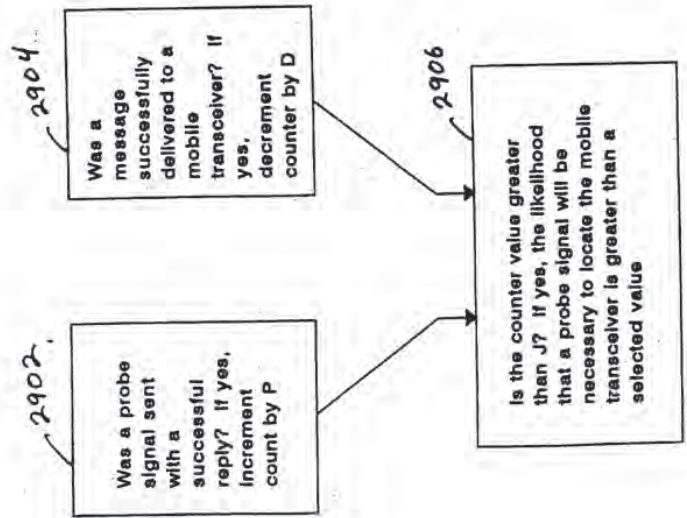 2902
Was a probe
signal sent
with a
successful
reply? If yes,
increment
count by P
2904
Was a
message
successfully
delivered to a
mobile
transceiver? If
yes,
decrement
counter by D
2906
Is the counter value greater
than J? If yes, the likelihood
that a probe signal will be
necessary to locate the mobile
transceiver is greater than a
selected value